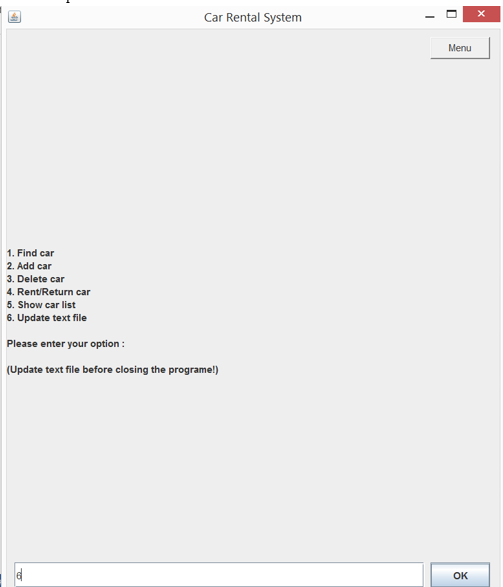 Car Rental System
Menu
1. Find car
2. Add car
3. Delete car
4. Rent/Return car
5. Show car list
6. Update text file
Please enter your option :
(Update text file before closing the programe!)
6
OK